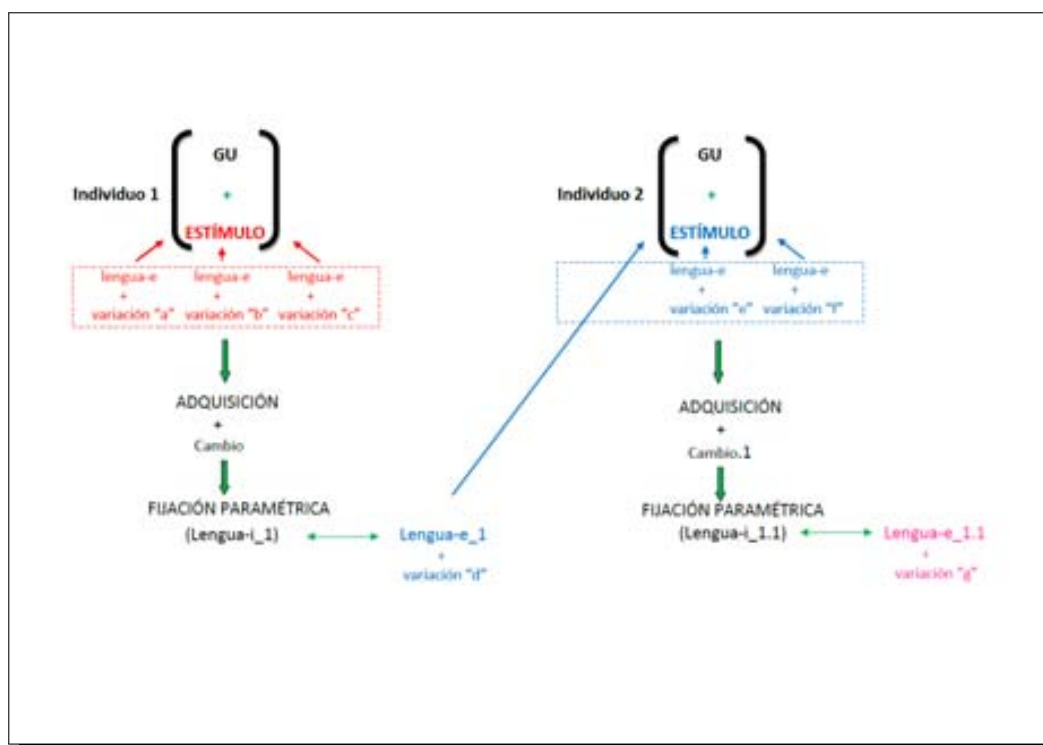 GU
Individuo 1
+
ESTÍMULO
lengua-e lengua-e lengua-e
+ + +
variación "a" variación "b" variación "c"
ADQUISICIÓN
+
Cambio
FIJACIÓN PARAMÉTRICA
(Lengua-i_1)
Lengua-e_1
+
variación "d"
GU
Individuo 2
+
ESTÍMULO
lengua-e lengua-e
+ +
variación "e" variación "f"
ADQUISICIÓN
+
Cambio.1
FIJACIÓN PARAMÉTRICA
(Lengua-i_1.1)
Lengua-e_1.1
+
variación "g"